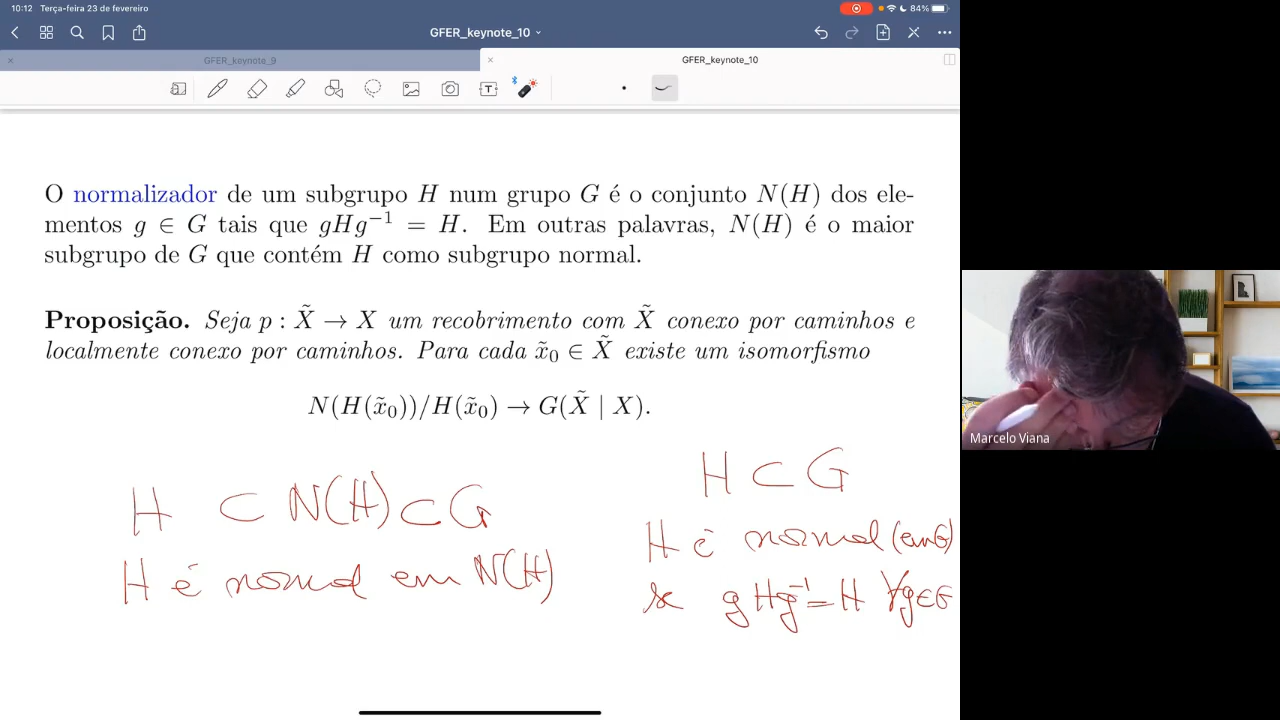 10:12 Terça-feira 23 de fevereiro
84%
GFER_keynote_10
GFER_keynote_9
GFER_keynote_10
O normalizador de um subgrupo H num grupo G é o conjunto N(H) dos ele-
mentos g ∈ G tais que gHg⁻¹ = H. Em outras palavras, N(H) é o maior
subgrupo de G que contém H como subgrupo normal.
Proposição. Seja p : X̃ → X um recobrimento com X̃ conexo por caminhos e
localmente conexo por caminhos. Para cada x̃₀ ∈ X̃ existe um isomorfismo
N(H(x̃₀))/H(x̃₀) → G(X̃ | X).
H ⊂ N(H) ⊂ G
H é normal em N(H)
H ⊂ G
H é normal (em G)
se gHg⁻¹ = H ∀g∈G
Marcelo Viana